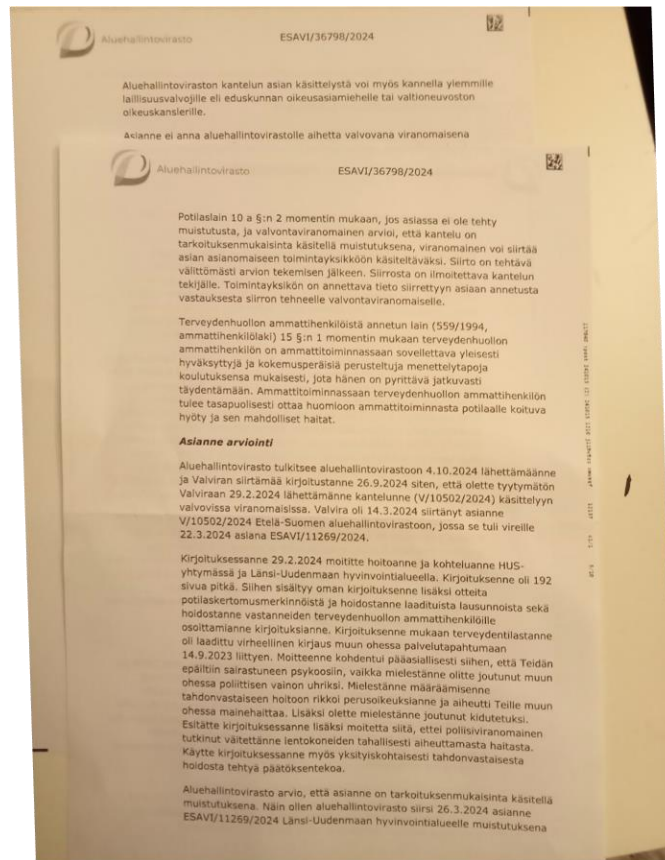 Aluehallintovirasto
ESAVI/36798/2024
Aluehallintoviraston kantelun asian käsittelystä voi myös kannella ylemmille
laillisuusvalvojille eli eduskunnan oikeusasiamiehelle tai valtioneuvoston
oikeuskanslerille.
Asianne ei anna aluehallintovirastolle aihetta valvovana viranomaisena
Aluehallintovirasto
ESAVI/36798/2024
Potilaslain 10 a §:n 2 momentin mukaan, jos asiassa ei ole tehty
muistutusta, ja valvontaviranomainen arvioi, että kantelu on
tarkoituksenmukaisinta käsitellä muistutuksena, viranomainen voi siirtää
asian asianomaiseen toimintayksikköön käsiteltäväksi. Siirto on tehtävä
välittömästi arvion tekemisen jälkeen. Siirrosta on ilmoitettava kantelun
tekijälle. Toimintayksikön on annettava tieto siirrettyyn asiaan annetusta
vastauksesta siirron tehneelle valvontaviranomaiselle.
Terveydenhuollon ammattihenkilöistä annetun lain (559/1994,
ammattihenkilölaki) 15 §:n 1 momentin mukaan terveydenhuollon
ammattihenkilön on ammattitoiminnassaan sovellettava yleisesti
hyväksyttyjä ja kokemusperäisiä perusteltuja menettelytapoja
koulutuksensa mukaisesti, jota hänen on pyrittävä jatkuvasti
täydentämään. Ammattitoiminnassaan terveydenhuollon ammattihenkilön
tulee tasapuolisesti ottaa huomioon ammattitoiminnasta potilaalle koituva
hyöty ja sen mahdolliset haitat.
Asianne arviointi
Aluehallintovirasto tulkitsee aluehallintovirastoon 4.10.2024 lähettämäänne
ja Valviran siirtämää kirjoitustanne 26.9.2024 siten, että olette tyytymätön
Valviraan 29.2.2024 lähettämänne kantelunne (V/10502/2024) käsittelyyn
valvovissa viranomaisissa. Valvira oli 14.3.2024 siirtänyt asianne
V/10502/2024 Etelä-Suomen aluehallintovirastoon, jossa se tuli vireille
22.3.2024 asiana ESAVI/11269/2024.
Kirjoituksessanne 29.2.2024 moititte hoitoanne ja kohteluanne HUS-
yhtymässä ja Länsi-Uudenmaan hyvinvointialueella. Kirjoituksenne oli 192
sivua pitkä. Siihen sisältyy oman kirjoituksenne lisäksi otteita
potilaskertomusmerkinnöistä ja hoidostanne laadituista lausunnoista sekä
hoidostanne vastanneiden terveydenhuollon ammattihenkilöille
osoittamianne kirjoituksianne. Kirjoituksenne mukaan terveydentilastanne
oli laadittu virheellinen kirjaus muun ohessa palvelutapahtumaan
14.9.2023 liittyen. Moitteenne kohdentui pääasiallisesti siihen, että Teidän
epäiltiin sairastuneen psykoosiin, vaikka mielestänne olitte joutunut muun
ohessa poliittisen vainon uhriksi. Mielestänne määräämisenne
tahdonvastaiseen hoitoon rikkoi perusoikeuksianne ja aiheutti Teille muun
ohessa mainehaittaa. Lisäksi olette mielestänne joutunut kidutetuksi.
Esitätte kirjoituksessanne lisäksi moitetta siitä, ettei poliisiviranomainen
tutkinut väitettänne lentokoneiden tahallisesti aiheuttamasta haitasta.
Käytte kirjoituksessanne myös yksityiskohtaisesti tahdonvastaisesta
hoidosta tehtyä päätöksentekoa.
Aluehallintovirasto arvio, että asianne on tarkoituksenmukaisinta käsitellä
muistutuksena. Näin ollen aluehallintovirasto siirsi 26.3.2024 asianne
ESAVI/11269/2024 Länsi-Uudenmaan hyvinvointialueelle muistutuksena